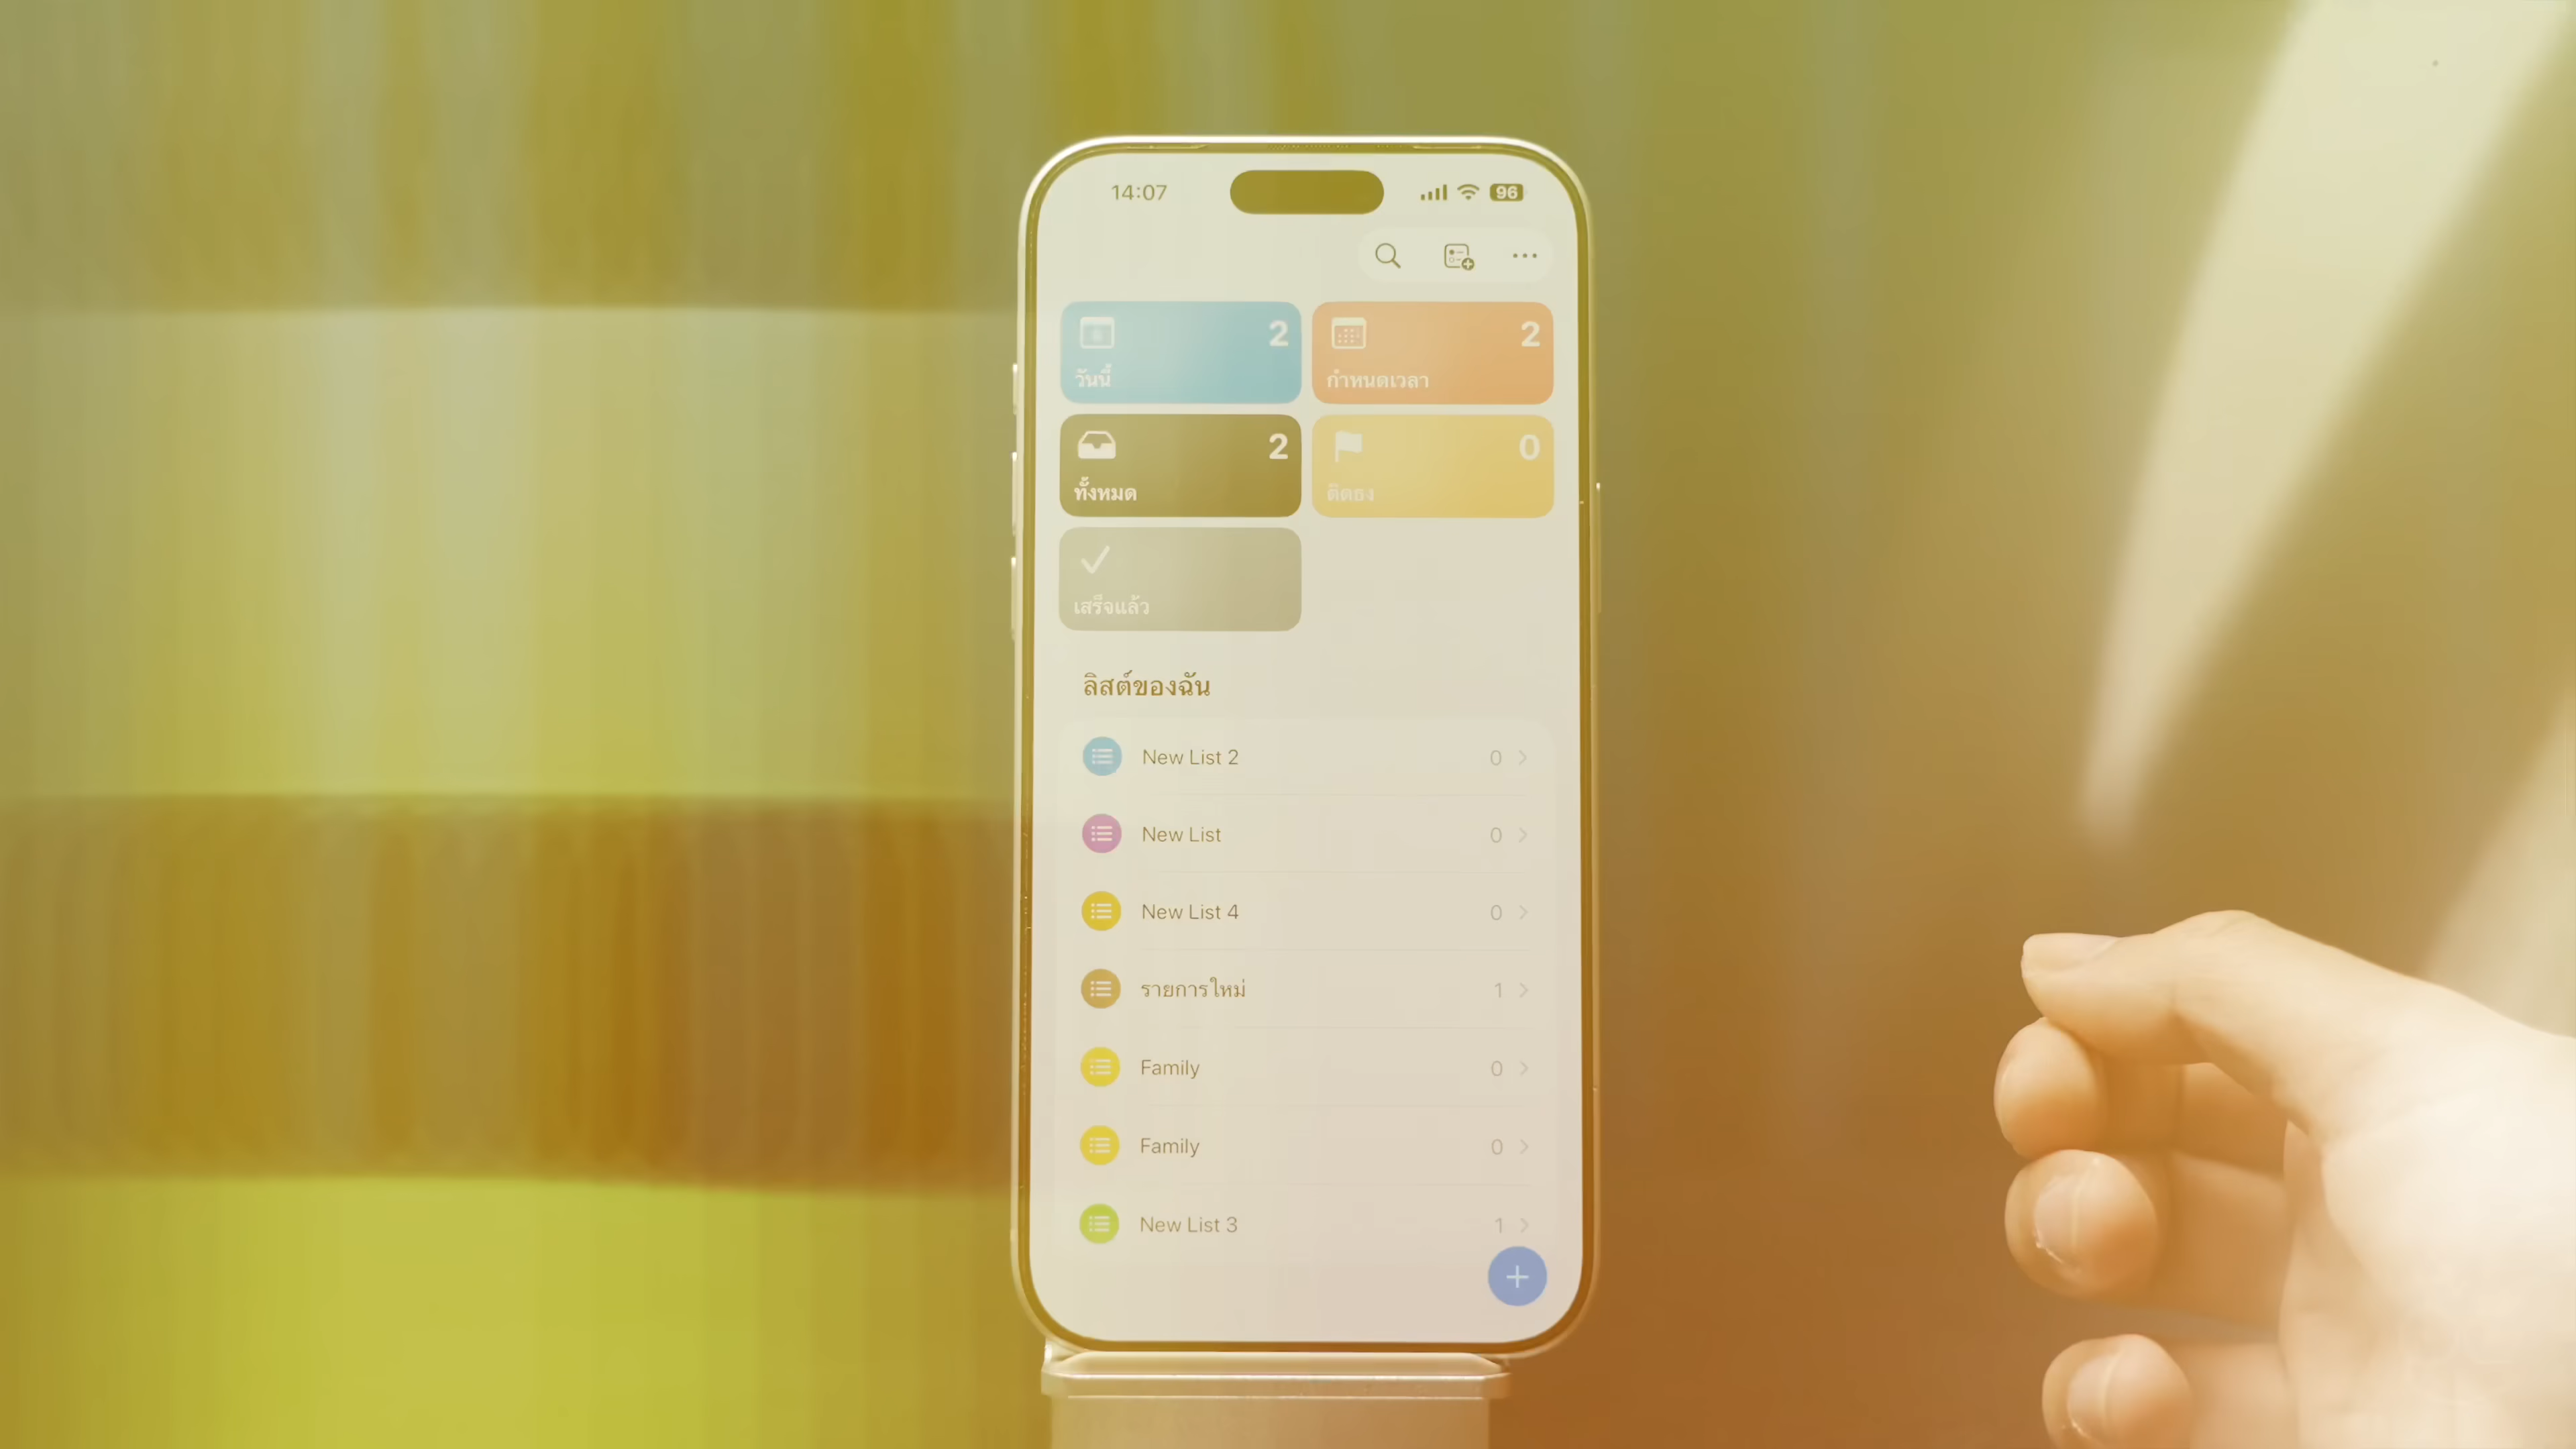 14:07
96
2
วันนี้
2
กำหนดเวลา
2
ทั้งหมด
0
ติดธง
เสร็จแล้ว
ลิสต์ของฉัน
New List 2 0
New List 0
New List 4 0
รายการใหม่ 1
Family 0
Family 0
New List 3 1